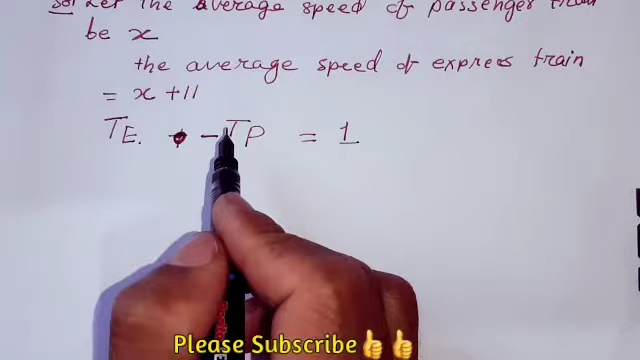 Sol Let the average speed of passenger train
be x
the average speed of express train
= x + 11
TE. - TP = 1
Please Subscribe👍👍